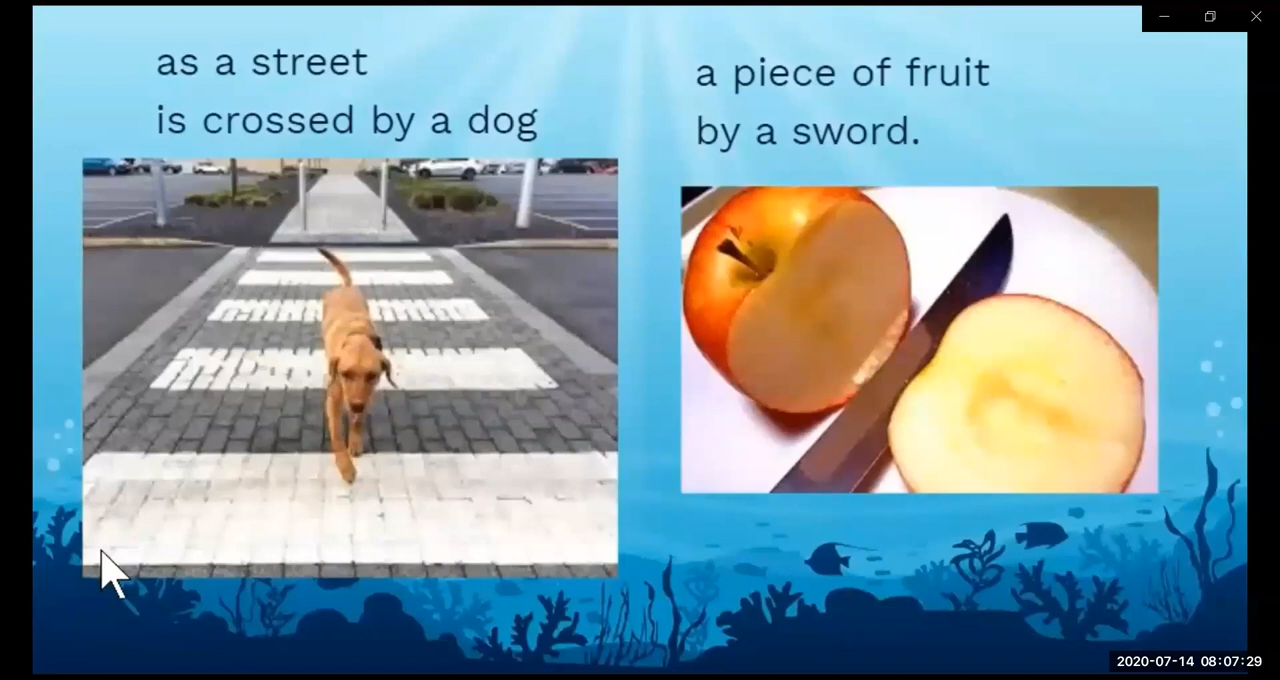 as a street
is crossed by a dog
a piece of fruit
by a sword.
2020-07-14 08:07:29